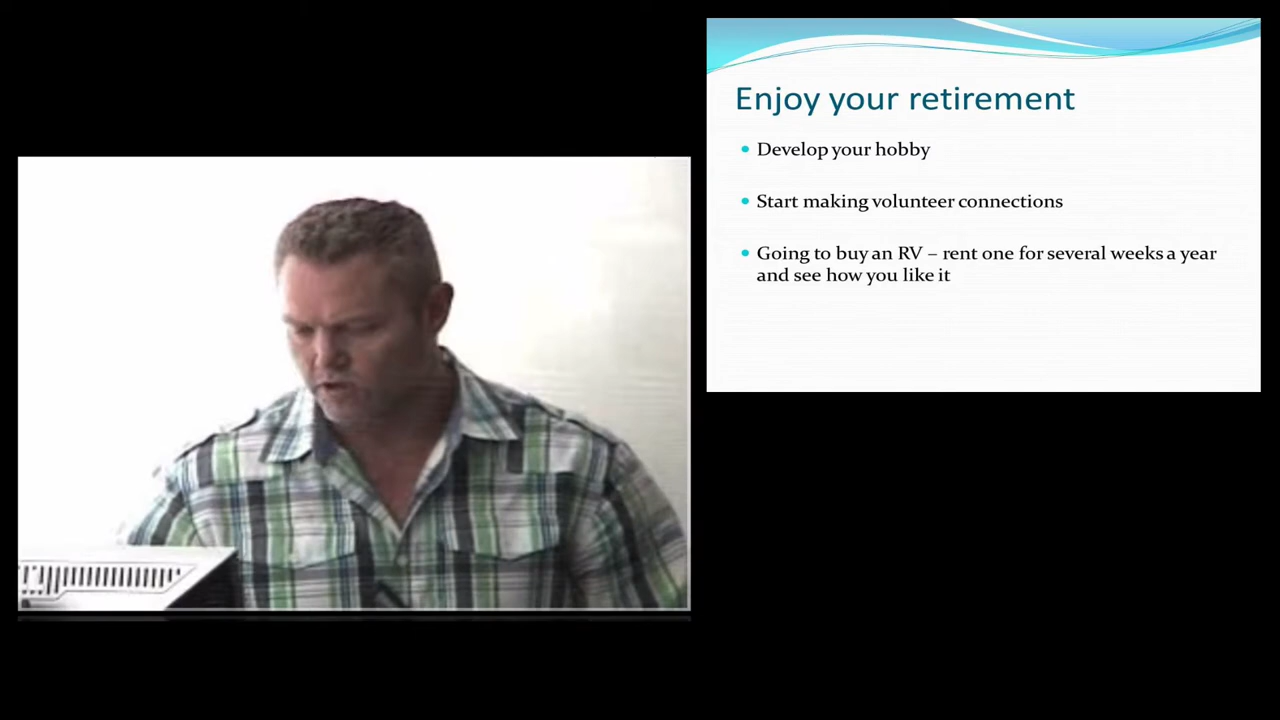 Enjoy your retirement
• Develop your hobby
• Start making volunteer connections
• Going to buy an RV – rent one for several weeks a year
and see how you like it